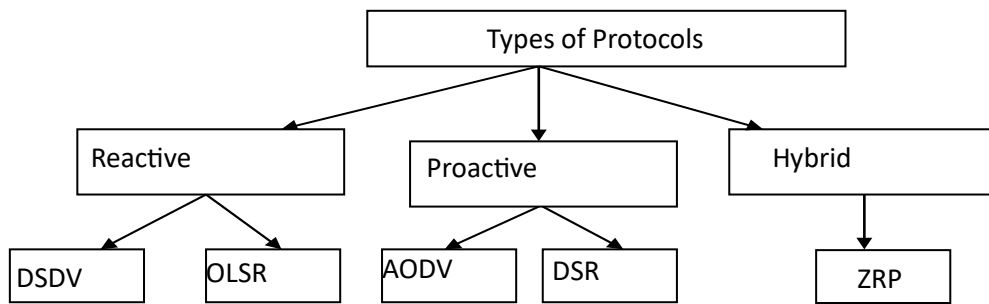 Types of Protocols
Reactive
Proactive
Hybrid
DSDV
OLSR
AODV
DSR
ZRP